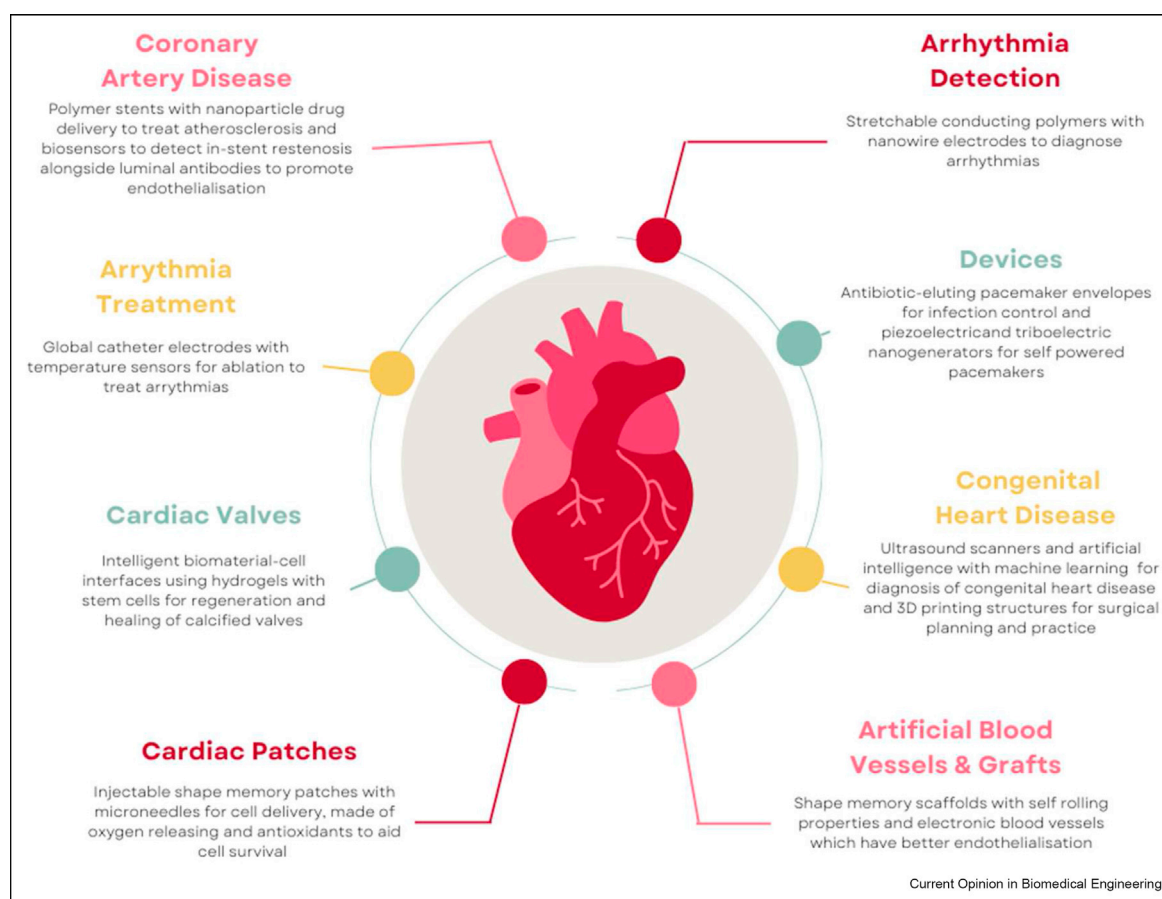 Coronary
Artery Disease
Polymer stents with nanoparticle drug
delivery to treat atherosclerosis and
biosensors to detect in-stent restenosis
alongside luminal antibodies to promote
endothelialisation
Arrhythmia
Detection
Stretchable conducting polymers with
nanowire electrodes to diagnose
arrhythmias
Arrythmia
Treatment
Global catheter electrodes with
temperature sensors for ablation to
treat arrythmias
Devices
Antibiotic-eluting pacemaker envelopes
for infection control and
piezoelectricand triboelectric
nanogenerators for self powered
pacemakers
Cardiac Valves
Intelligent biomaterial-cell
interfaces using hydrogels with
stem cells for regeneration and
healing of calcified valves
Congenital
Heart Disease
Ultrasound scanners and artificial
intelligence with machine learning for
diagnosis of congenital heart disease
and 3D printing structures for surgical
planning and practice
Cardiac Patches
Injectable shape memory patches with
microneedles for cell delivery, made of
oxygen releasing and antioxidants to aid
cell survival
Artificial Blood
Vessels & Grafts
Shape memory scaffolds with self rolling
properties and electronic blood vessels
which have better endothelialisation
Current Opinion in Biomedical Engineering